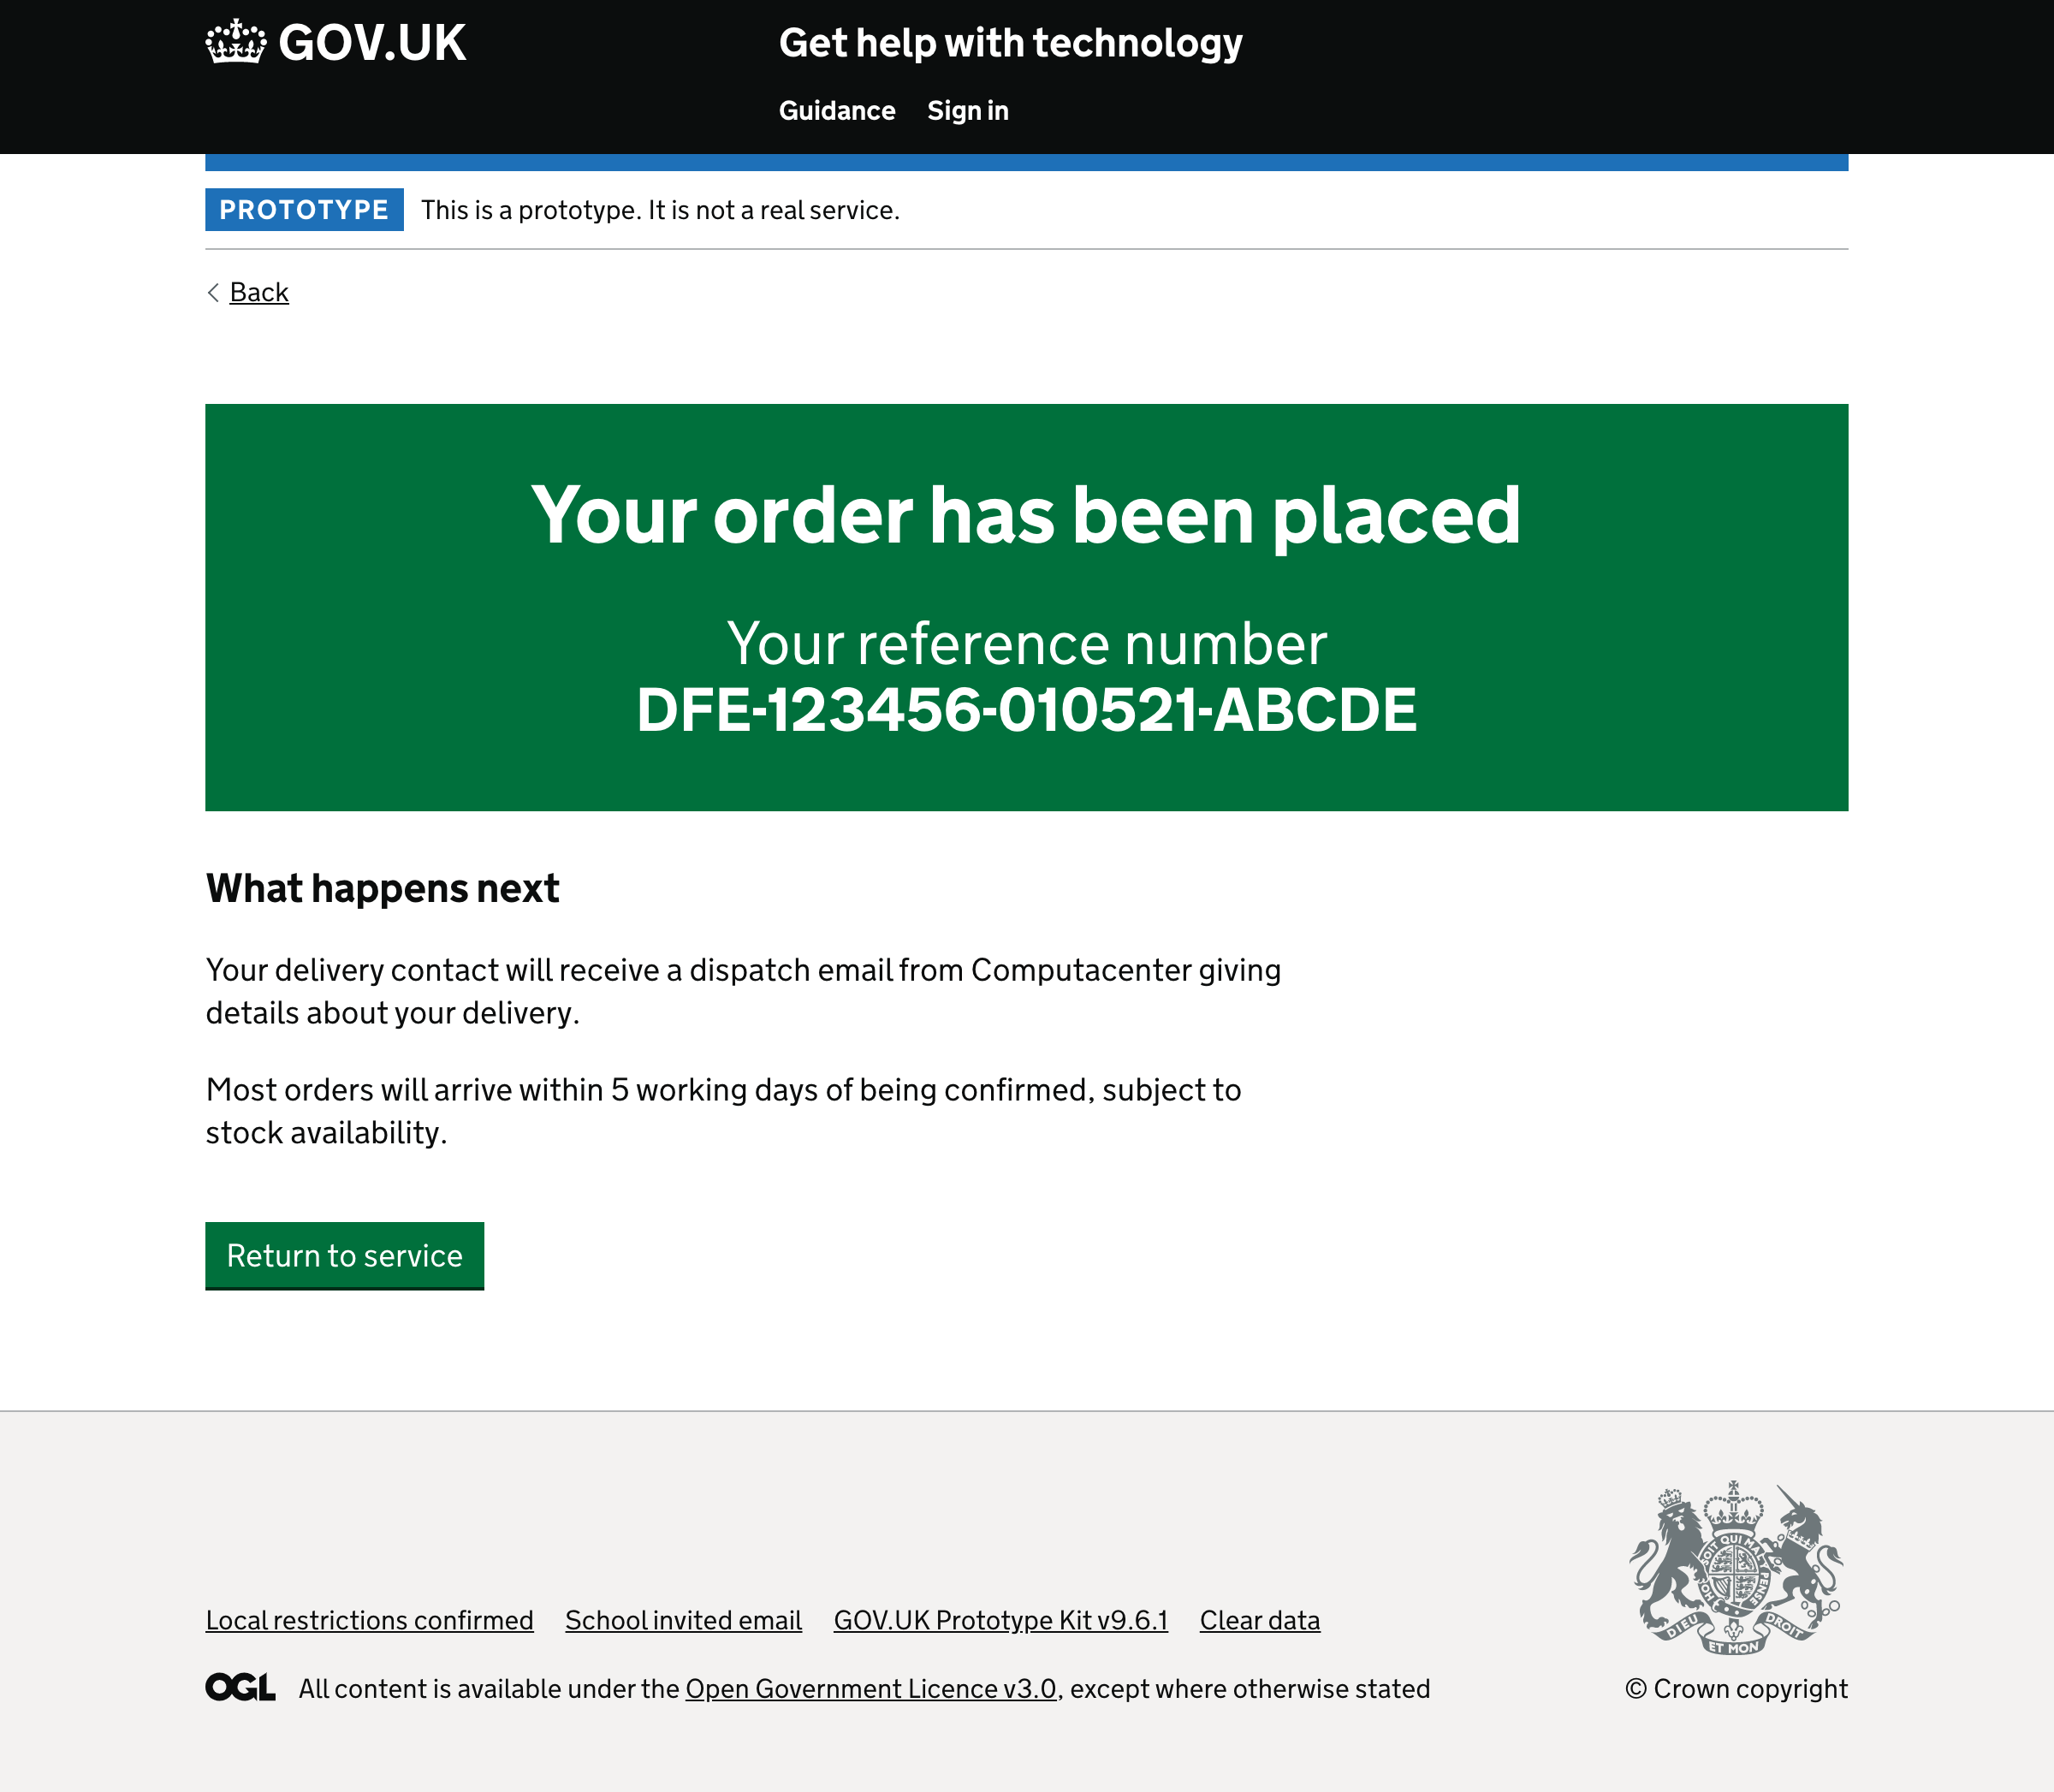 GOV.UK
Get help with technology
Guidance Sign in
PROTOTYPE This is a prototype. It is not a real service.
Back
Your order has been placed
Your reference number
DFE-123456-010521-ABCDE
What happens next
Your delivery contact will receive a dispatch email from Computacenter giving
details about your delivery.
Most orders will arrive within 5 working days of being confirmed, subject to
stock availability.
Return to service
Local restrictions confirmed School invited email GOV.UK Prototype Kit v9.6.1 Clear data
OGL All content is available under the Open Government Licence v3.0, except where otherwise stated
DIEU ET MON DROIT
© Crown copyright